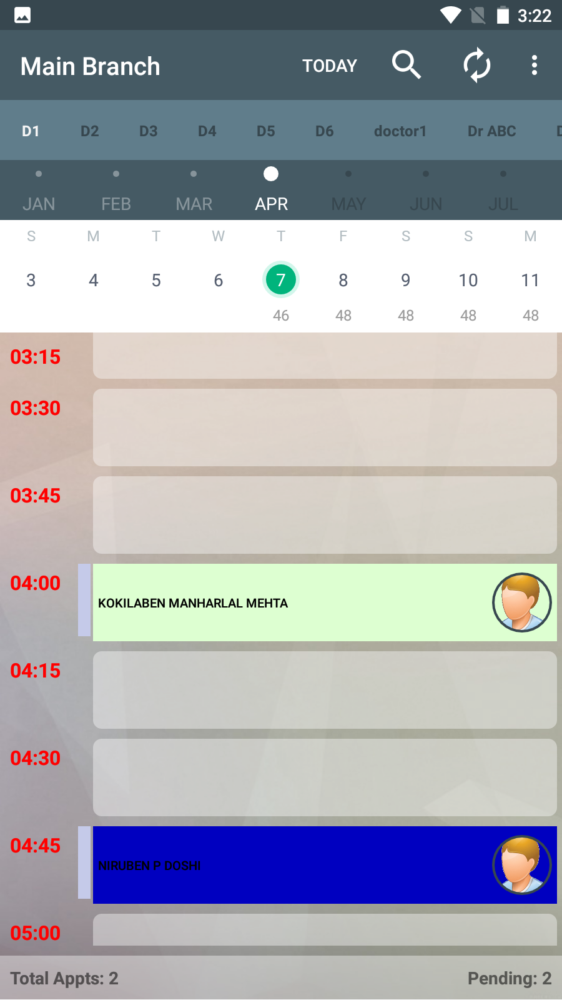 3:22
Main Branch TODAY
D1 D2 D3 D4 D5 D6 doctor1 Dr ABC
JAN FEB MAR APR MAY JUN JUL
S M T W T F S S M
3 4 5 6 7 8 9 10 11
46 48 48 48 48
03:15
03:30
03:45
04:00 KOKILABEN MANHARLAL MEHTA
04:15
04:30
04:45 NIRUBEN P DOSHI
05:00
Total Appts: 2 Pending: 2